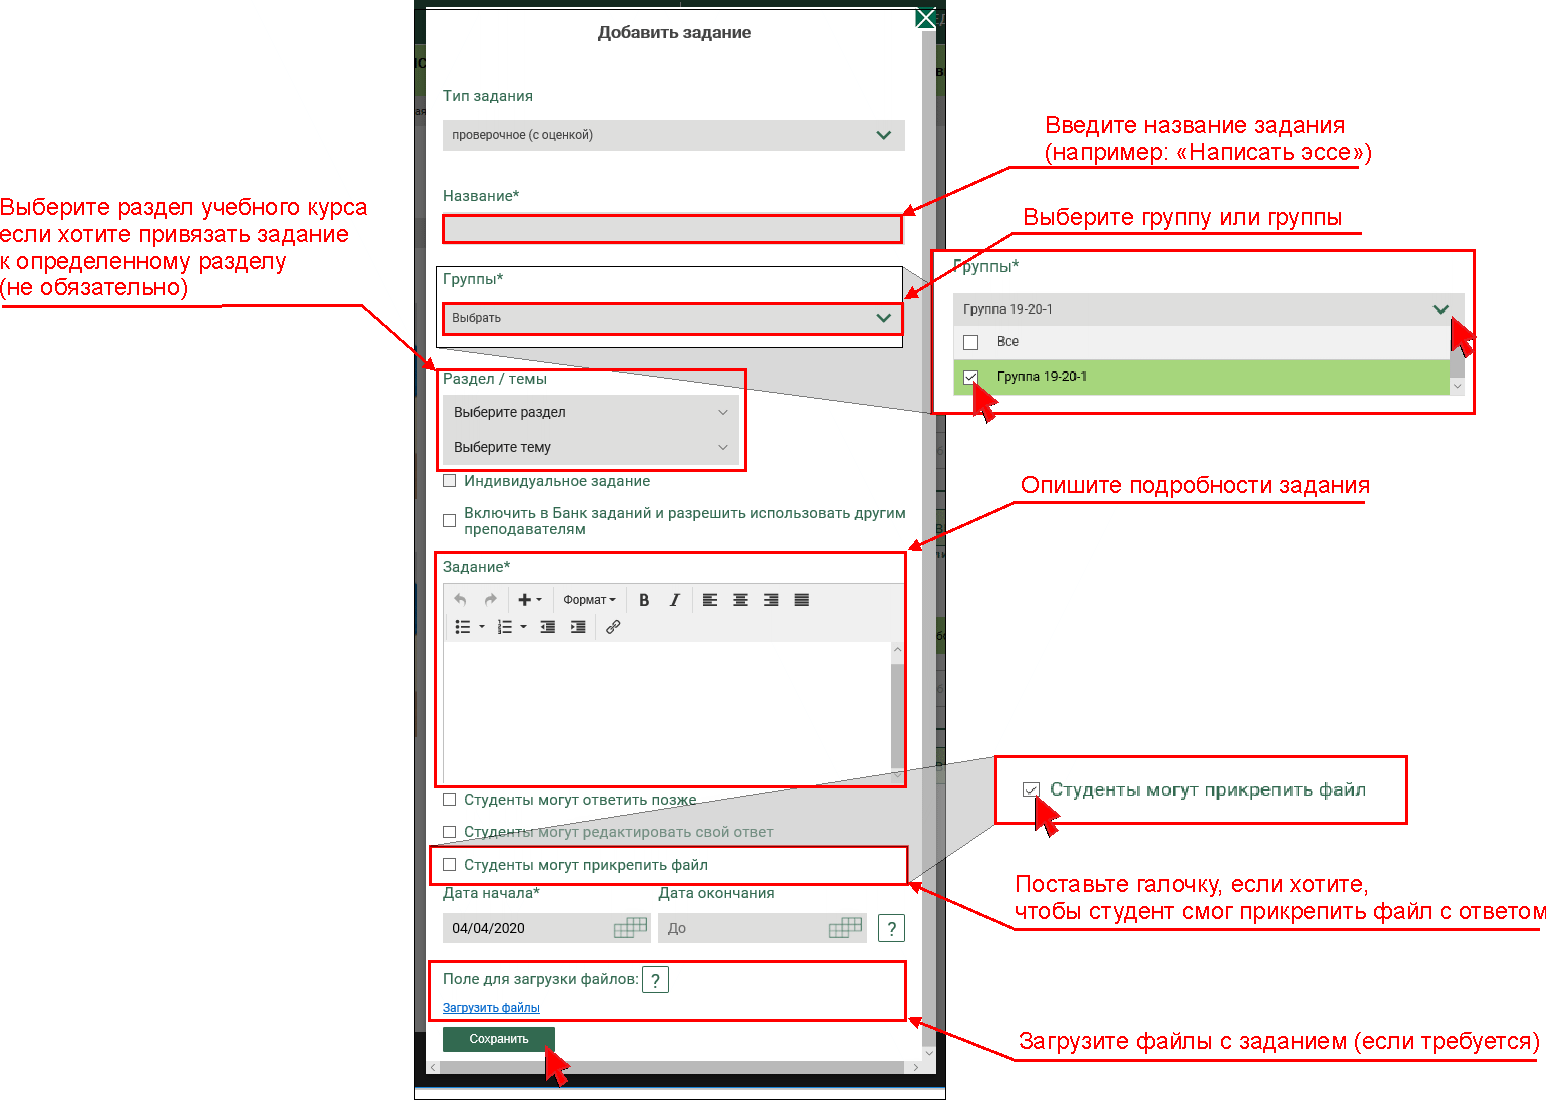 Добавить задание
Тип задания
проверочное (с оценкой)
Введите название задания
(например: «Написать эссе»)
Название*
Выберите раздел учебного курса
если хотите привязать задание
к определенному разделу
(не обязательно)
Выберите группу или группы
Группы*
Выбрать
Группы*
Группа 19-20-1
Все
Группа 19-20-1
Раздел / темы
Выберите раздел
Выберите тему
Индивидуальное задание
Включить в Банк заданий и разрешить использовать другим
преподавателям
Опишите подробности задания
Задание*
Формат
B I
Студенты могут ответить позже
Студенты могут редактировать свой ответ
Студенты могут прикрепить файл
Студенты могут прикрепить файл
Поставьте галочку, если хотите,
чтобы студент смог прикрепить файл с ответом
Дата начала* Дата окончания
04/04/2020 До ?
Поле для загрузки файлов: ?
Загрузить файлы
Загрузите файлы с заданием (если требуется)
Сохранить